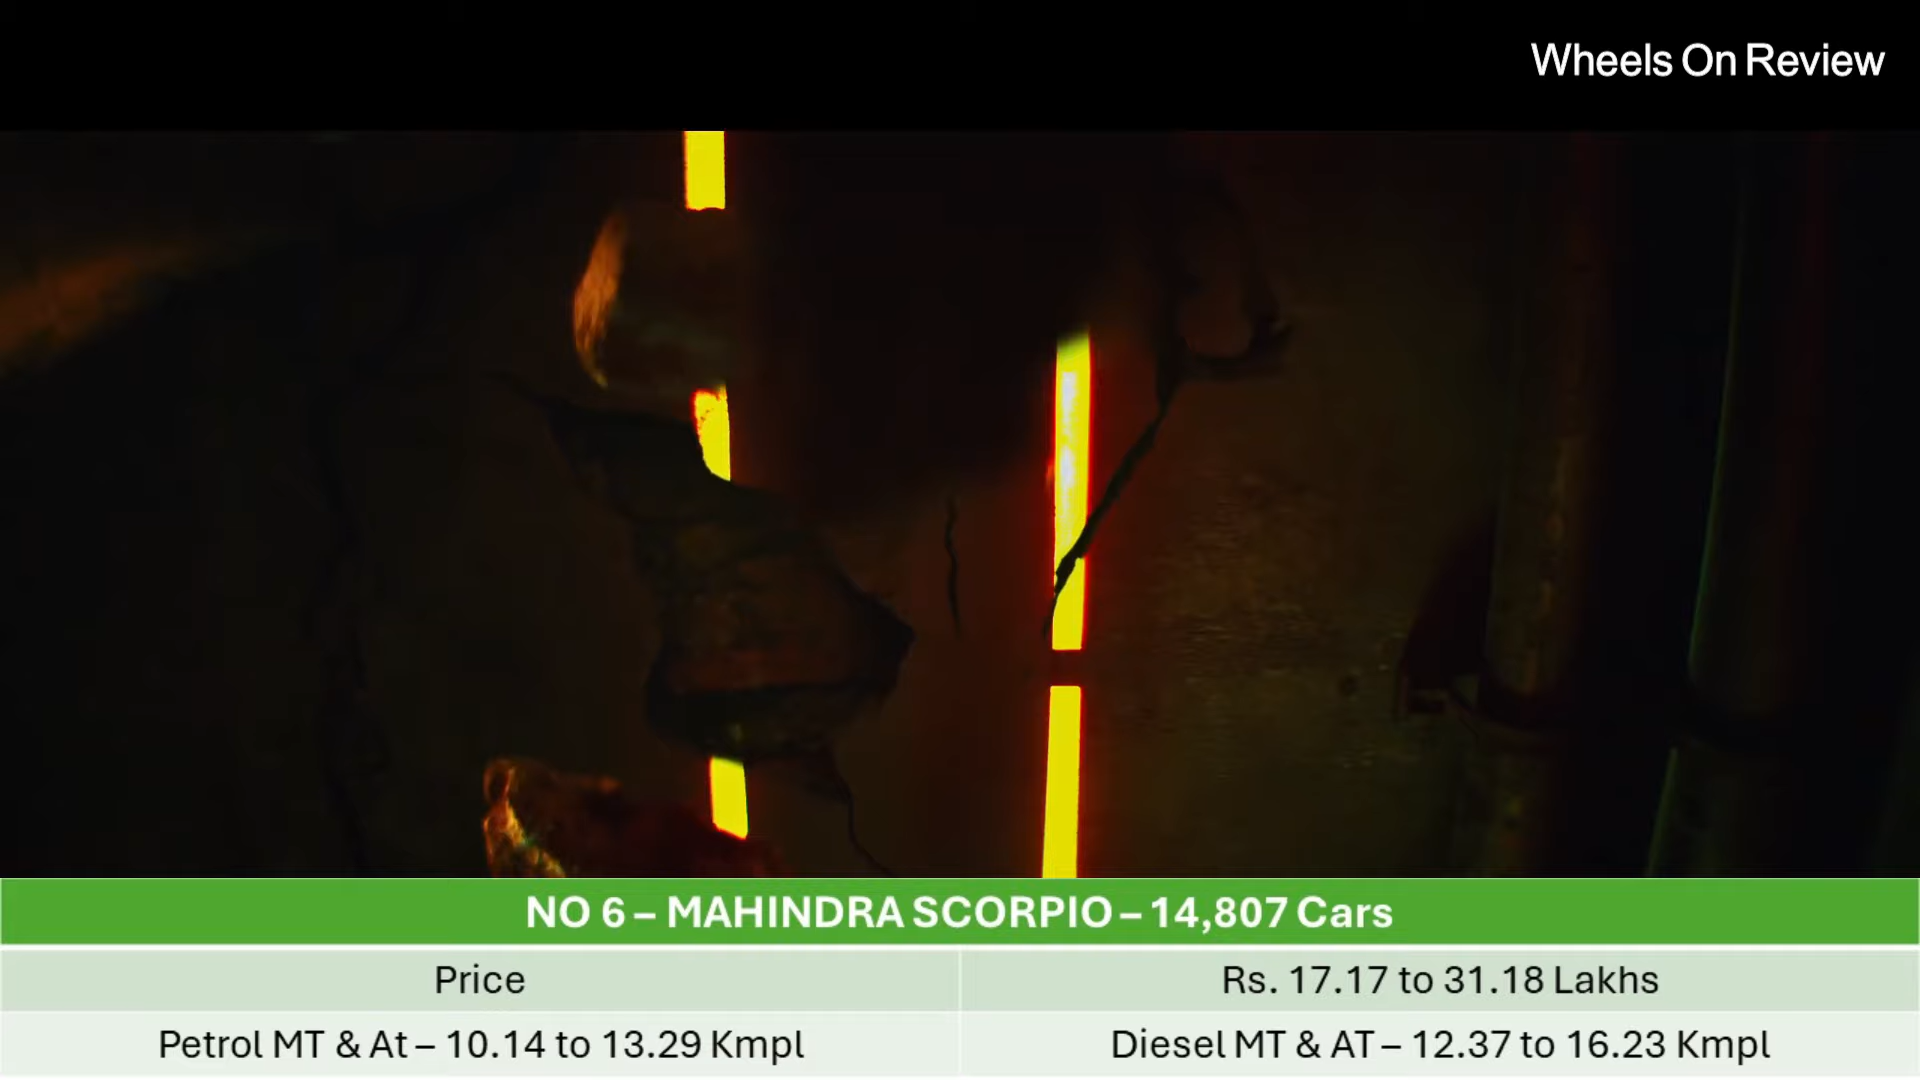 Wheels On Review
NO 6 – MAHINDRA SCORPIO – 14,807 Cars
Price
Rs. 17.17 to 31.18 Lakhs
Petrol MT & At – 10.14 to 13.29 Kmpl
Diesel MT & AT – 12.37 to 16.23 Kmpl